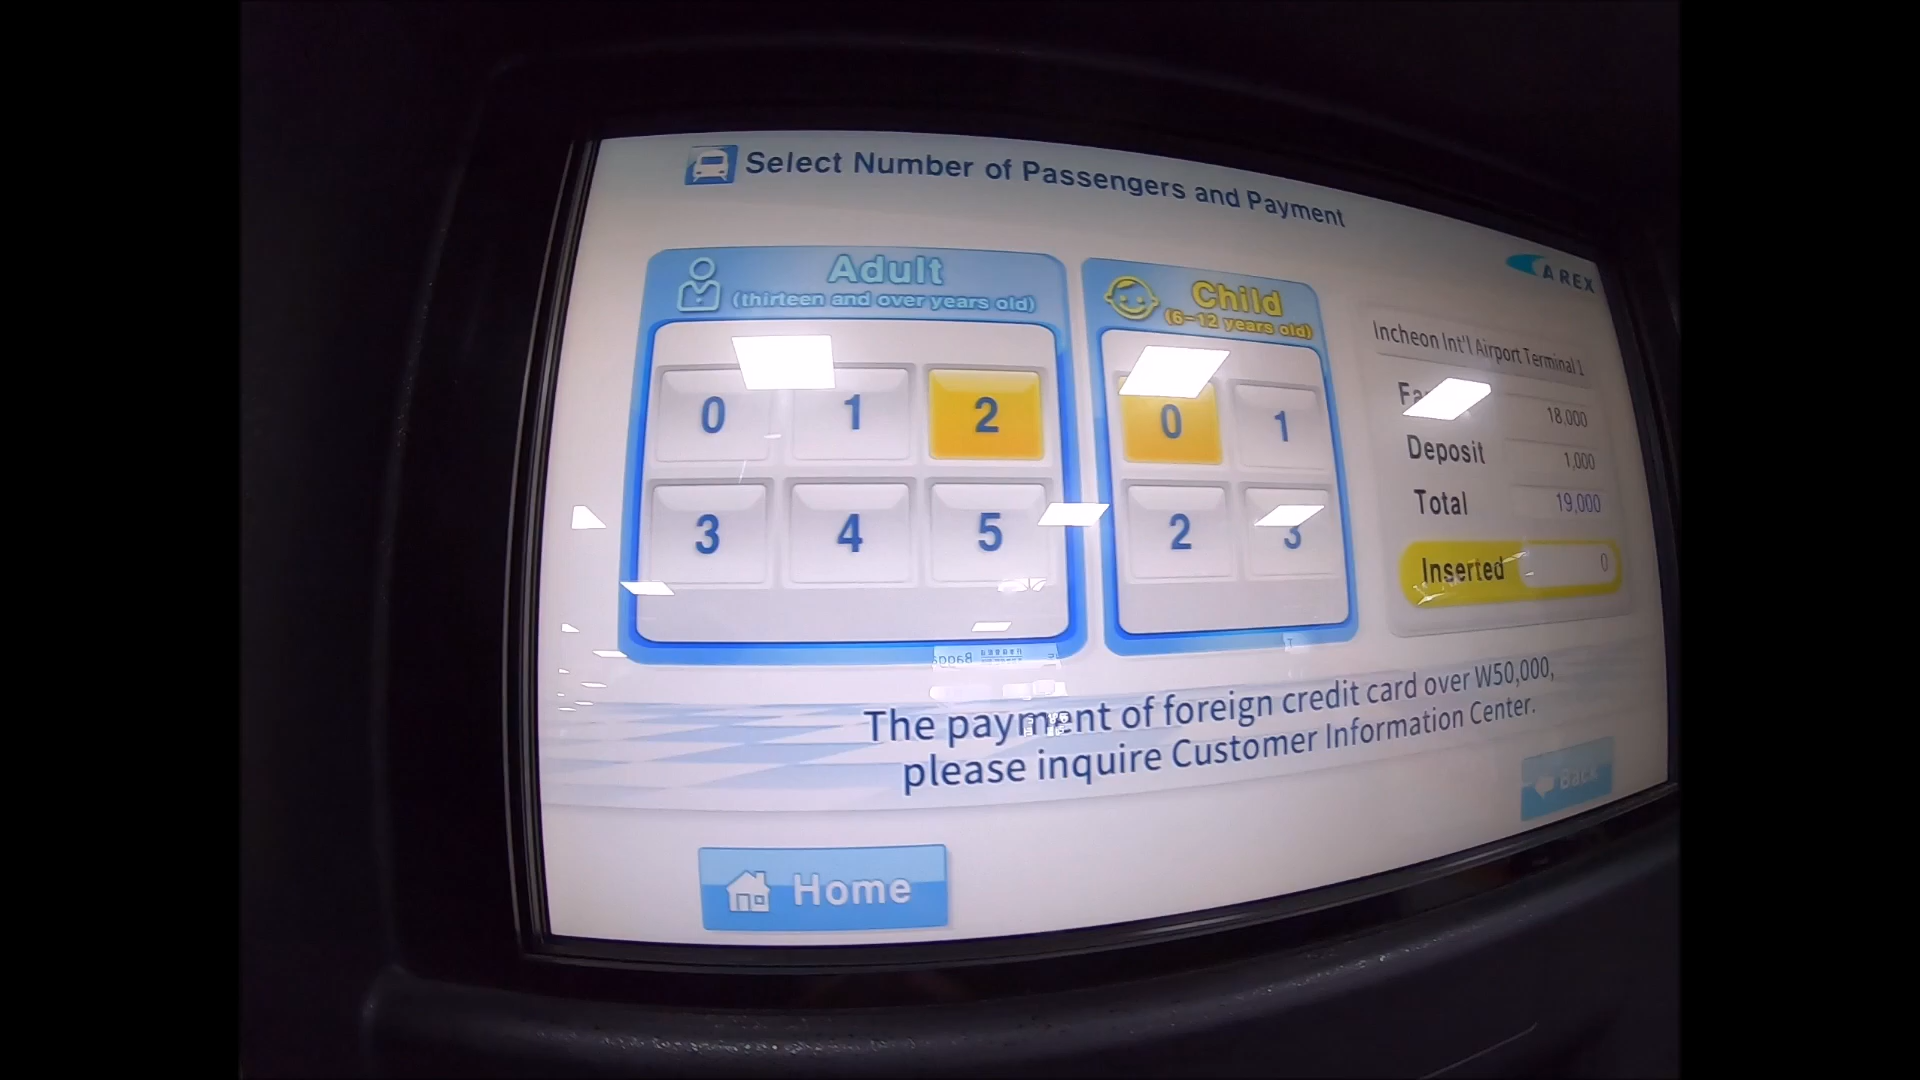 Select Number of Passengers and Payment
AREX
Adult
(thirteen and over years old)
0 1 2
3 4 5
Child
(6-12 years old)
0 1
2 3
Incheon Int'l Airport Terminal 1
18,000
Deposit 1,000
Total 19,000
Inserted 0
The payment of foreign credit card over W50,000,
please inquire Customer Information Center.
Back
Home